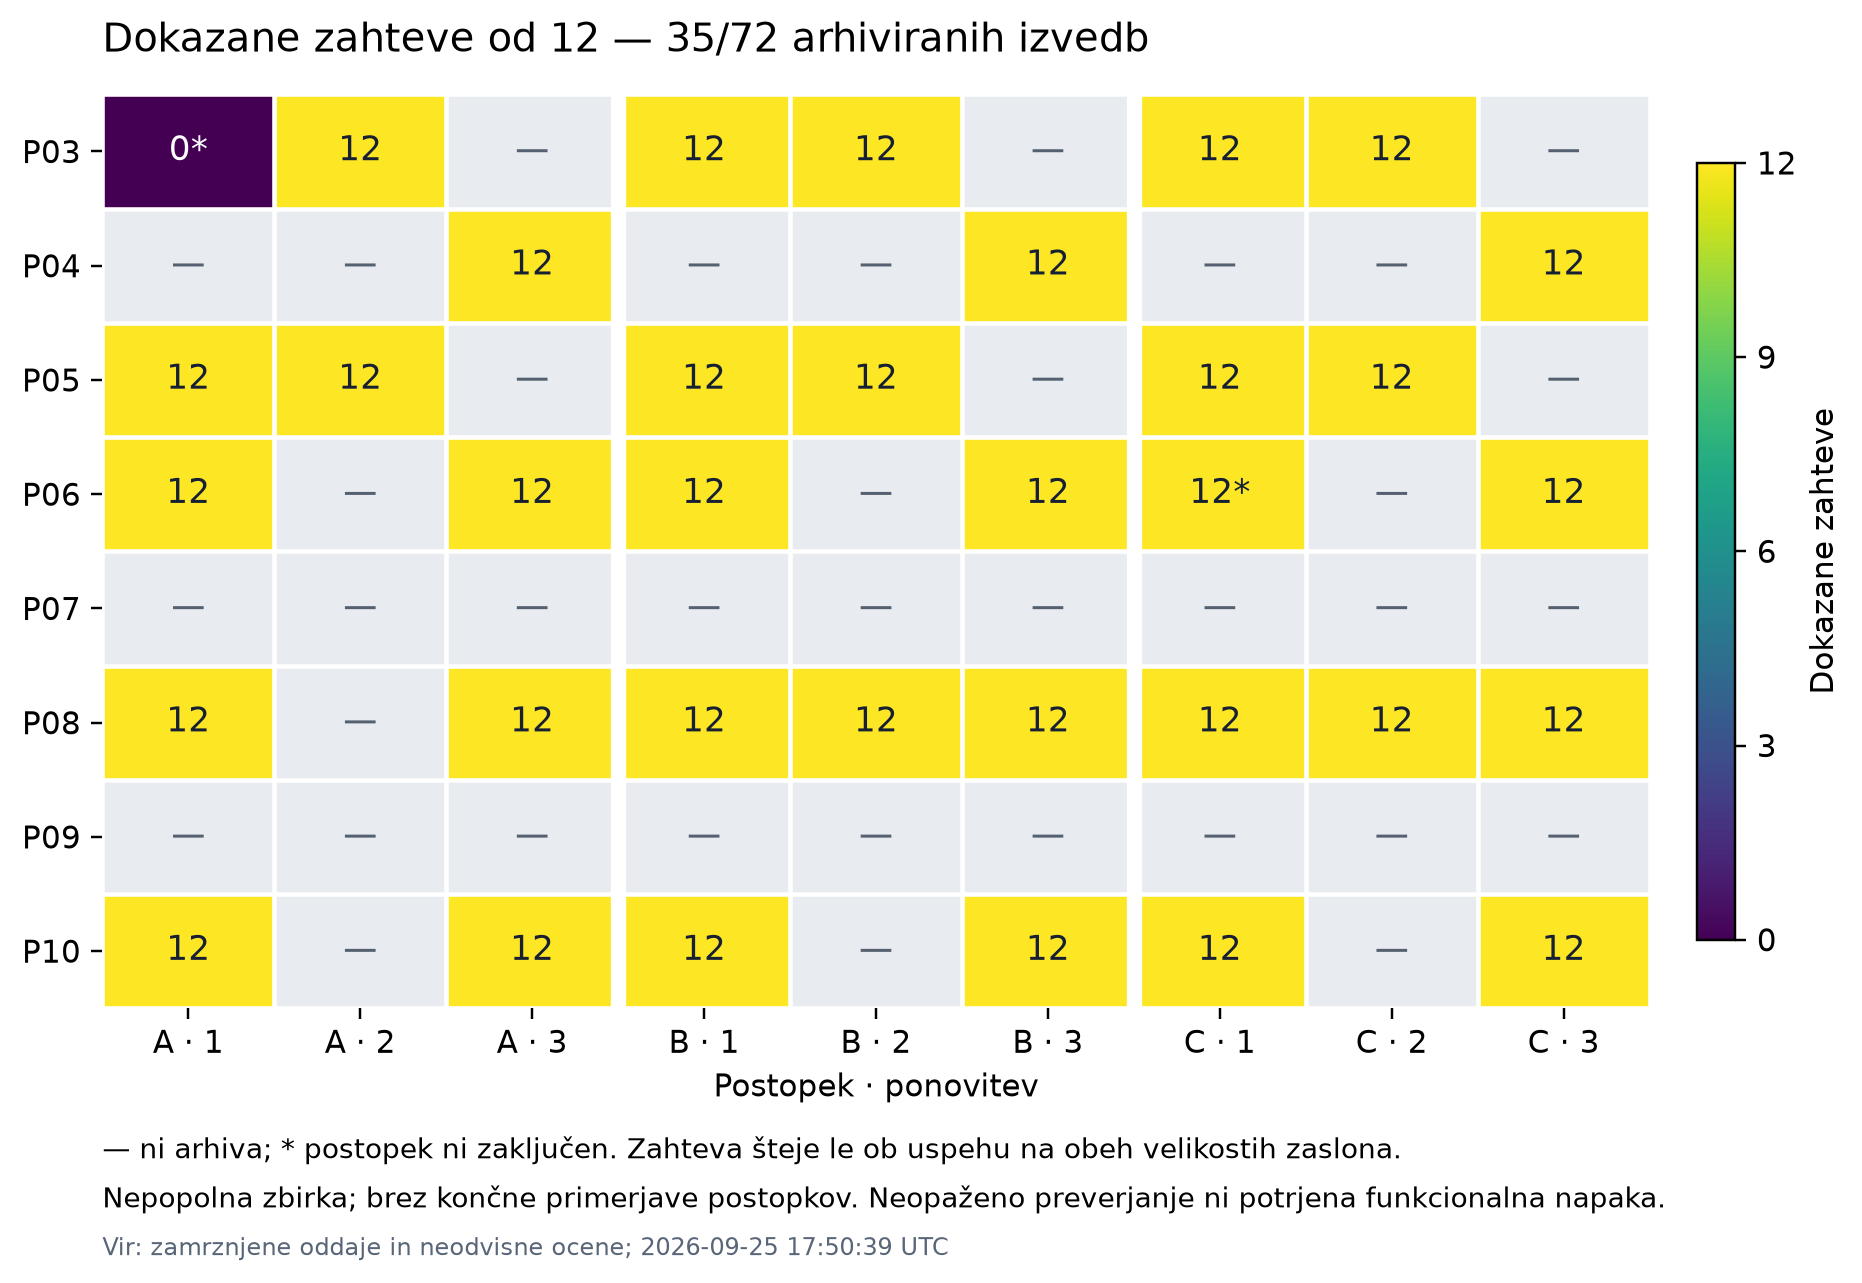 Dokazane zahteve od 12 — 35/72 arhiviranih izvedb
P03 0* 12 — 12 12 — 12 12 —
P04 — — 12 — — 12 — — 12
P05 12 12 — 12 12 — 12 12 —
P06 12 — 12 12 — 12 12* — 12
P07 — — — — — — — — —
P08 12 — 12 12 12 12 12 12 12
P09 — — — — — — — — —
P10 12 — 12 12 — 12 12 — 12
A · 1 A · 2 A · 3 B · 1 B · 2 B · 3 C · 1 C · 2 C · 3
Postopek · ponovitev
12
9
6
3
0
Dokazane zahteve
— ni arhiva; * postopek ni zaključen. Zahteva šteje le ob uspehu na obeh velikostih zaslona.
Nepopolna zbirka; brez končne primerjave postopkov. Neopaženo preverjanje ni potrjena funkcionalna napaka.
Vir: zamrznjene oddaje in neodvisne ocene; 2026-09-25 17:50:39 UTC